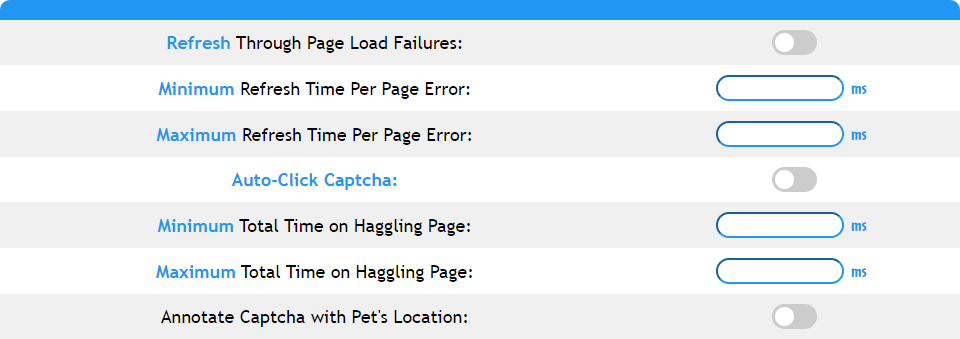 Refresh Through Page Load Failures:
Minimum Refresh Time Per Page Error: ms
Maximum Refresh Time Per Page Error: ms
Auto-Click Captcha:
Minimum Total Time on Haggling Page: ms
Maximum Total Time on Haggling Page: ms
Annotate Captcha with Pet's Location: